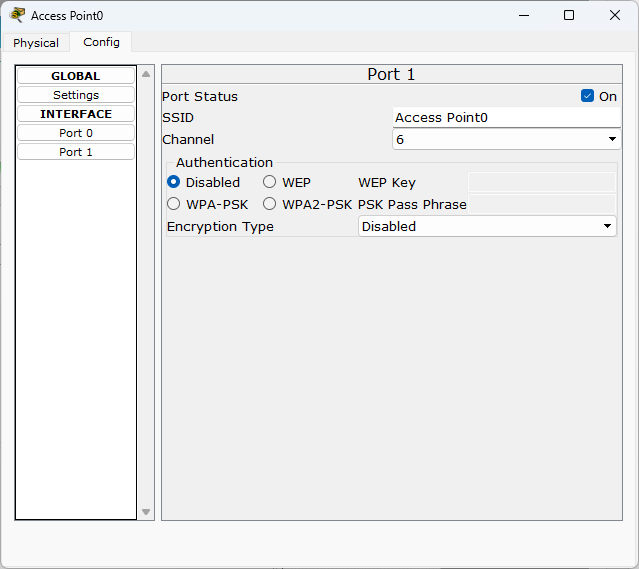 Access Point0
Physical Config
GLOBAL
Settings
INTERFACE
Port 0
Port 1
Port 1
Port Status On
SSID Access Point0
Channel 6
Authentication
Disabled WEP WEP Key
WPA-PSK WPA2-PSK PSK Pass Phrase
Encryption Type Disabled